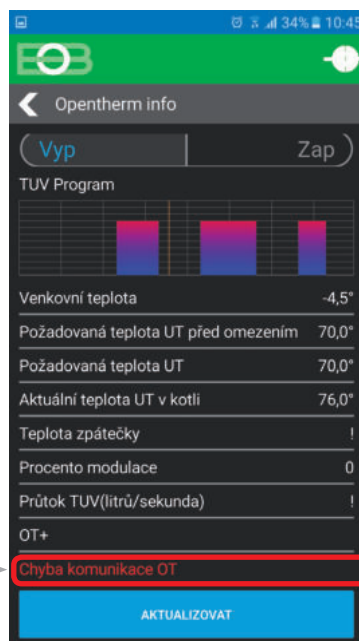 34% 10:45
EOB
Opentherm info
Vyp Zap
TUV Program
Venkovní teplota -4,5°
Požadovaná teplota UT před omezením 70,0°
Požadovaná teplota UT 70,0°
Aktuální teplota UT v kotli 76,0°
Teplota zpátečky !
Procento modulace 0
Průtok TUV(litrů/sekunda) !
OT+
Chyba komunikace OT
AKTUALIZOVAT